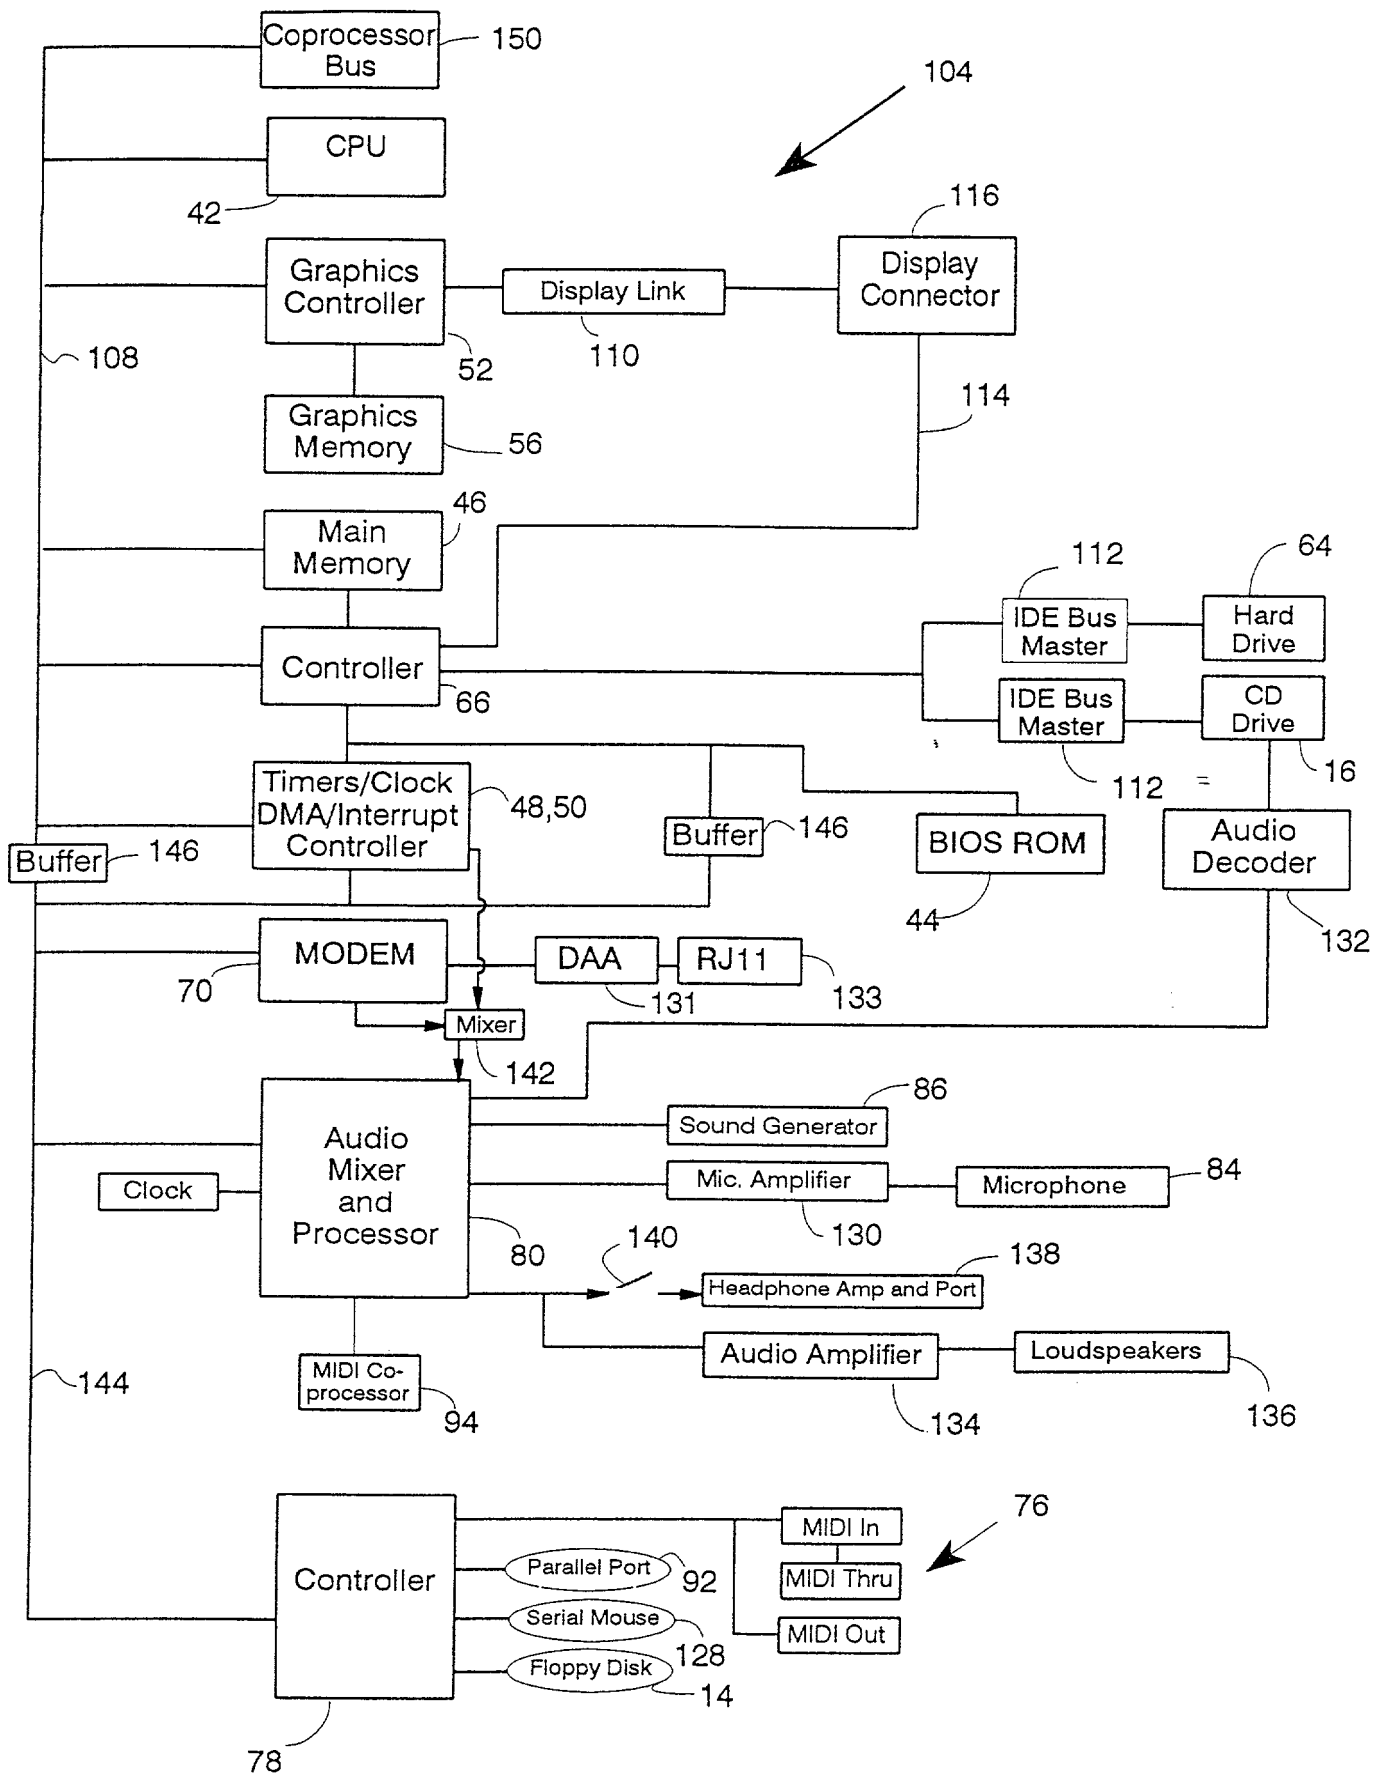 Coprocessor
Bus
150
104
CPU
42
116
Graphics
Controller
Display Link
Display
Connector
52
110
108
114
Graphics
Memory
56
46
Main
Memory
112
64
IDE Bus
Master
Hard
Drive
Controller
66
IDE Bus
Master
CD
Drive
112
16
Timers/Clock
DMA/Interrupt
Controller
48,50
Buffer
146
Buffer
146
BIOS ROM
44
Audio
Decoder
132
MODEM
70
DAA
131
RJ11
133
Mixer
142
86
Sound Generator
Audio
Mixer
and
Processor
80
Clock
Mic. Amplifier
130
Microphone
84
140
138
Headphone Amp and Port
Audio Amplifier
134
Loudspeakers
136
MIDI Co-
processor
94
144
76
Controller
78
MIDI In
MIDI Thru
MIDI Out
Parallel Port
92
Serial Mouse
128
Floppy Disk
14